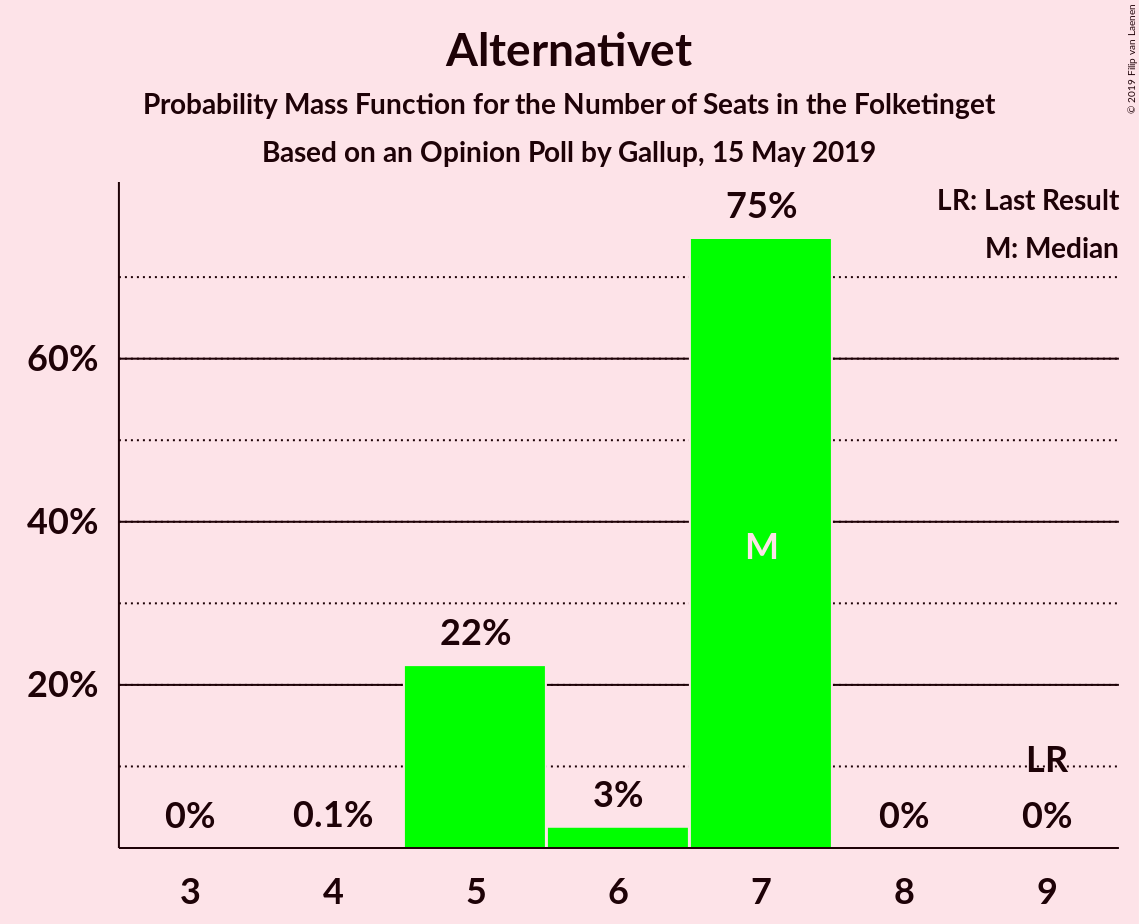 Alternativet
Probability Mass Function for the Number of Seats in the Folketinget
Based on an Opinion Poll by Gallup, 15 May 2019
© 2019 Filip van Laenen
LR: Last Result
M: Median
75%
60%
40%
M
22%
20%
LR
3%
0%
0.1%
0%
0%
3 4 5 6 7 8 9